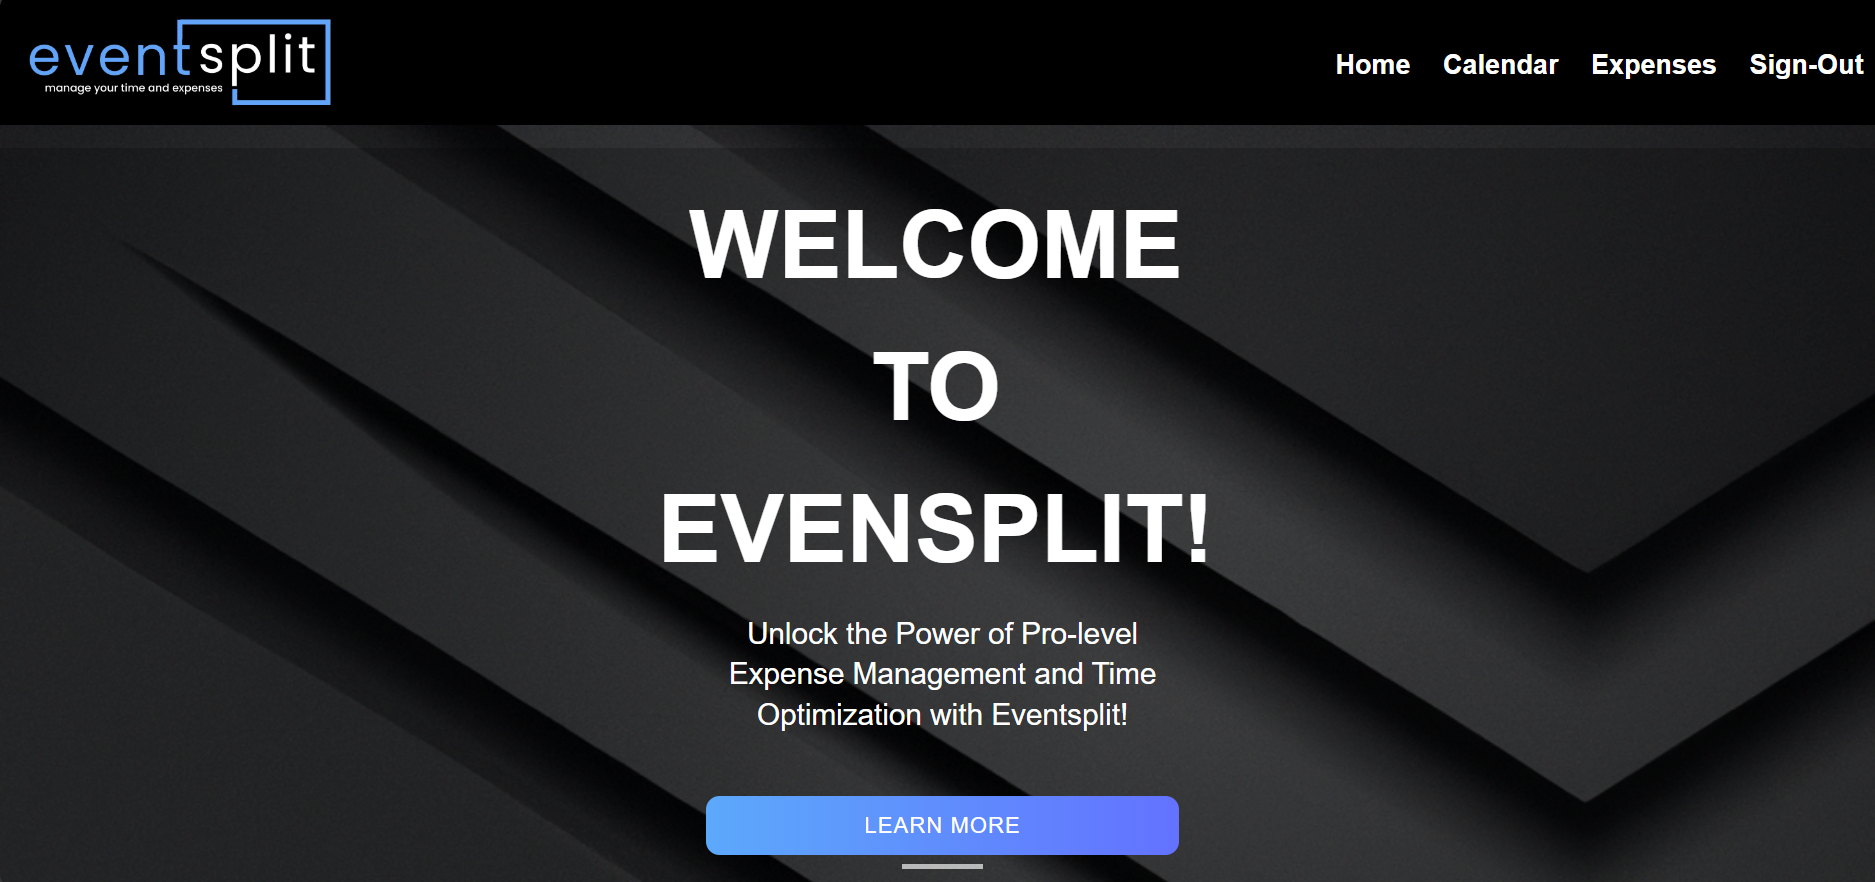 eventsplit
manage your time and expenses
Home Calendar Expenses Sign-Out
WELCOME
TO
EVENSPLIT!
Unlock the Power of Pro-level
Expense Management and Time
Optimization with Eventsplit!
LEARN MORE